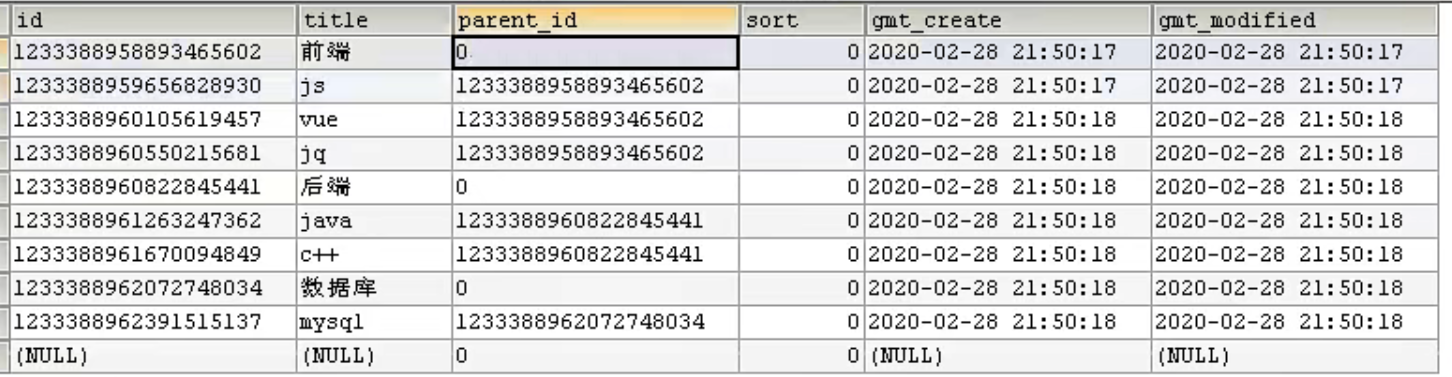 id title parent_id sort gmt_create gmt_modified
1233388958893465602 前端 0 0 2020-02-28 21:50:17 2020-02-28 21:50:17
1233388959656828930 js 1233388958893465602 0 2020-02-28 21:50:17 2020-02-28 21:50:17
1233388960105619457 vue 1233388958893465602 0 2020-02-28 21:50:18 2020-02-28 21:50:18
1233388960550215681 jq 1233388958893465602 0 2020-02-28 21:50:18 2020-02-28 21:50:18
1233388960822845441 后端 0 0 2020-02-28 21:50:18 2020-02-28 21:50:18
1233388961263247362 java 1233388960822845441 0 2020-02-28 21:50:18 2020-02-28 21:50:18
1233388961670094849 c++ 1233388960822845441 0 2020-02-28 21:50:18 2020-02-28 21:50:18
1233388962072748034 数据库 0 0 2020-02-28 21:50:18 2020-02-28 21:50:18
1233388962391515137 mysql 1233388962072748034 0 2020-02-28 21:50:18 2020-02-28 21:50:18
(NULL) (NULL) 0 0 (NULL) (NULL)